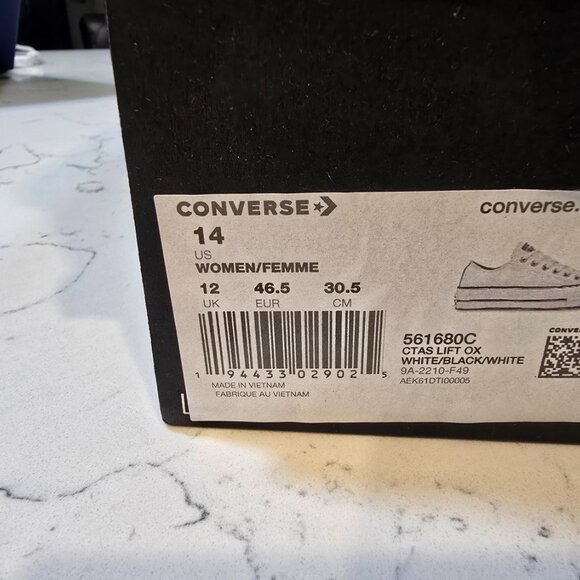 CONVERSE
converse.
14
US
WOMEN/FEMME
12 46.5 30.5
UK EUR CM
1 94433 02902 5
MADE IN VIETNAM
FABRIQUE AU VIETNAM
561680C
CTAS LIFT OX
WHITE/BLACK/WHITE
9A-2210-F49
AEK61DTI00005
CONVE